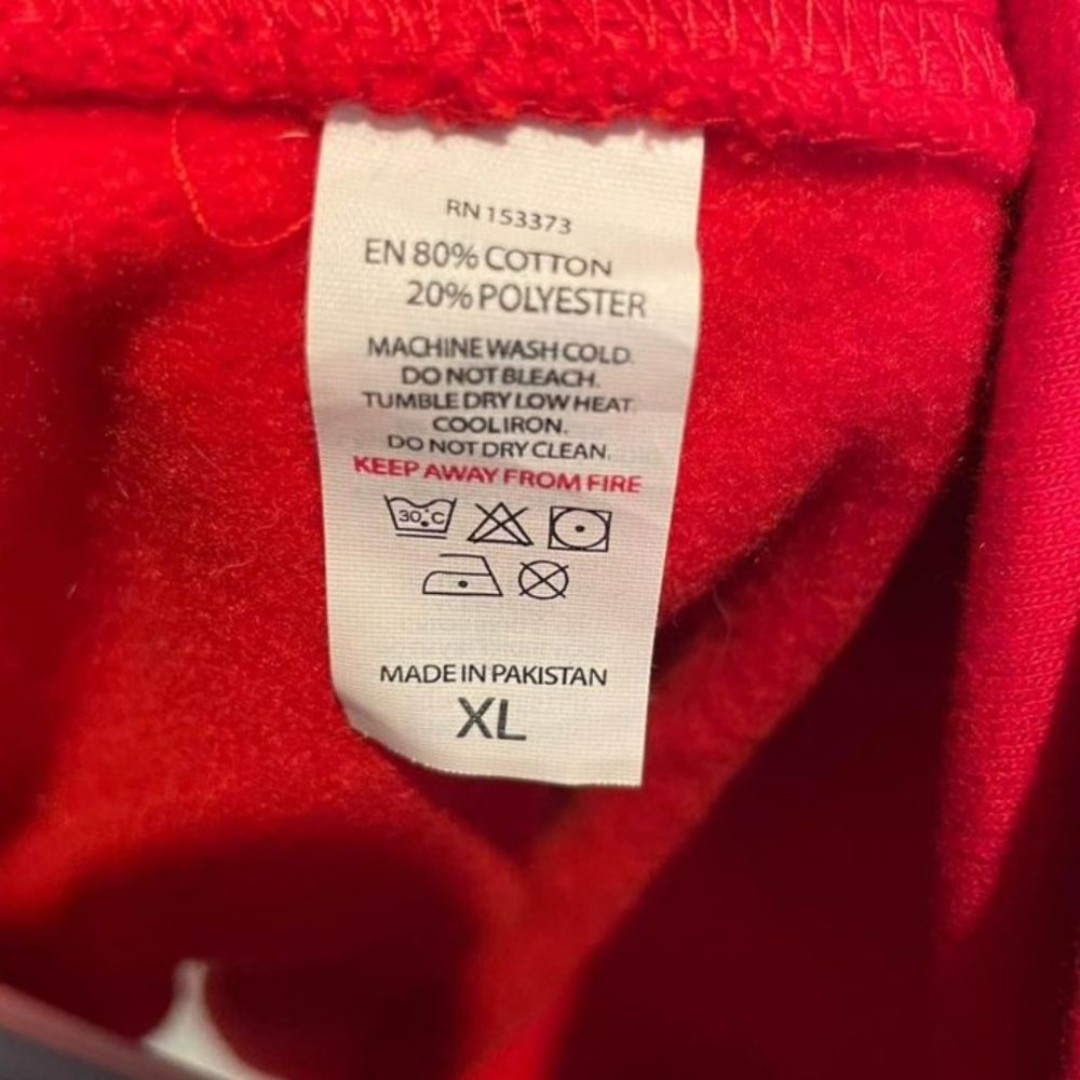 RN 153373
EN 80% COTTON
20% POLYESTER
MACHINE WASH COLD.
DO NOT BLEACH.
TUMBLE DRY LOW HEAT.
COOL IRON.
DO NOT DRY CLEAN.
KEEP AWAY FROM FIRE
30°C
MADE IN PAKISTAN
XL